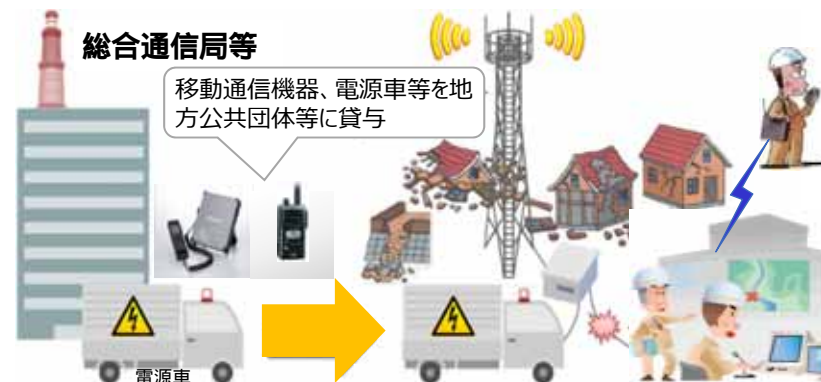 総合通信局等
移動通信機器、電源車等を地
方公共団体等に貸与
電源車